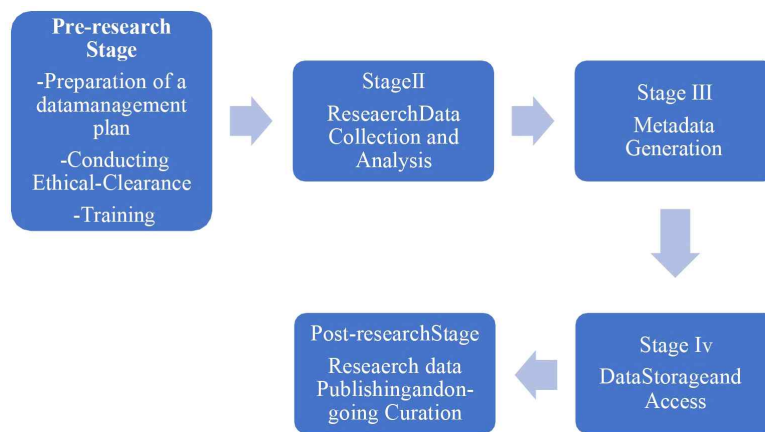 Pre-research
Stage
-Preparation of a
datamanagement
plan
-Conducting
Ethical-Clearance
-Training
StageII
ReseaerchData
Collection and
Analysis
Stage III
Metadada
Generation
Stage Iv
DataStorageand
Access
Post-researchStage
Reseaerch data
Publishingandon-
going Curation